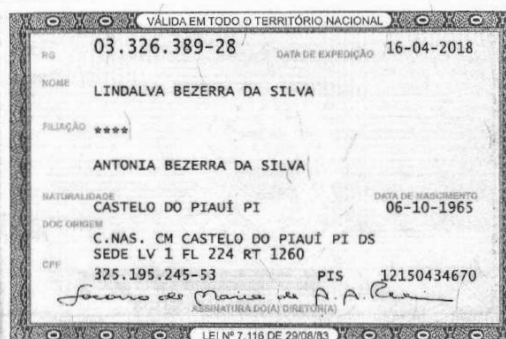 VÁLIDA EM TODO O TERRITÓRIO NACIONAL
RG 03.326.389-28 DATA DE EXPEDIÇÃO 16-04-2018
NOME
LINDALVA BEZERRA DA SILVA
FILIAÇÃO ****
ANTONIA BEZERRA DA SILVA
NATURALIDADE DATA DE NASCIMENTO
CASTELO DO PIAUÍ PI 06-10-1965
DOC ORIGEM
C.NAS. CM CASTELO DO PIAUÍ PI DS
SEDE LV 1 FL 224 RT 1260
CPF
325.195.245-53 PIS 12150434670
de Maria de A. A.
ASSINATURA DO(A) DIRETOR(A)
LEI Nº 7.116 DE 29/08/83